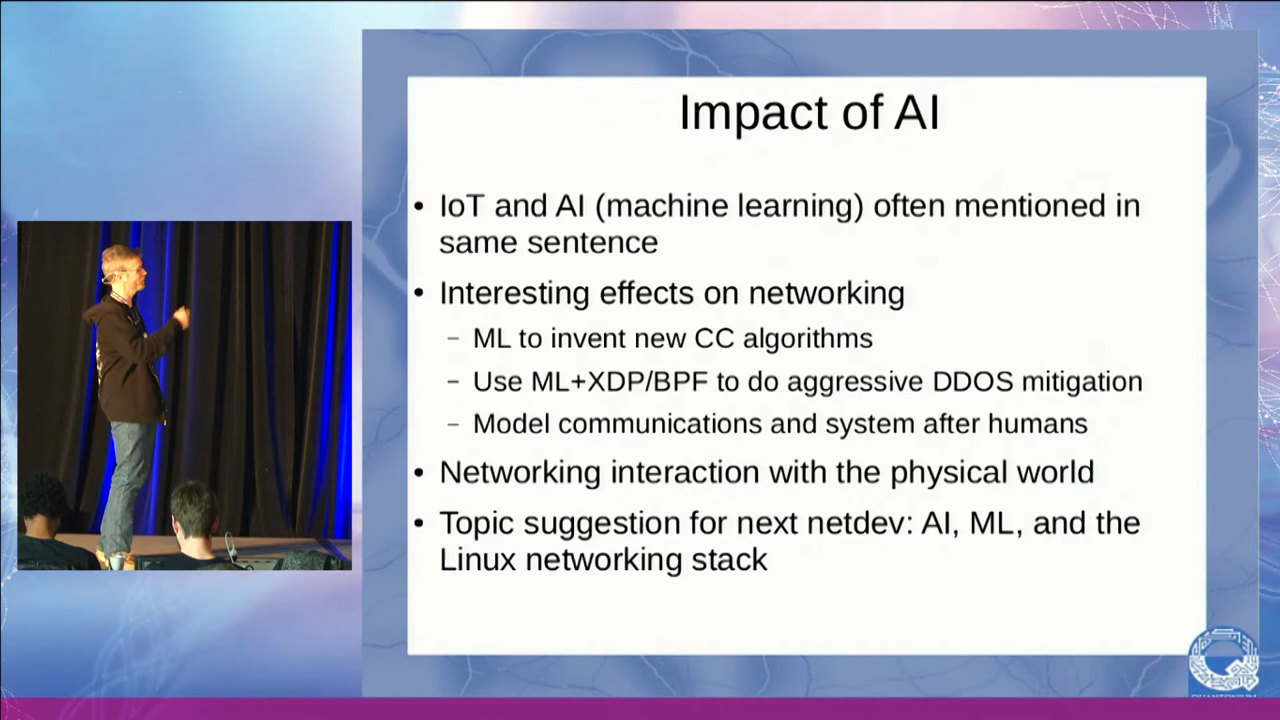 Impact of AI
• IoT and AI (machine learning) often mentioned in
same sentence
• Interesting effects on networking
– ML to invent new CC algorithms
– Use ML+XDP/BPF to do aggressive DDOS mitigation
– Model communications and system after humans
• Networking interaction with the physical world
• Topic suggestion for next netdev: AI, ML, and the
Linux networking stack
QUANTONIUM